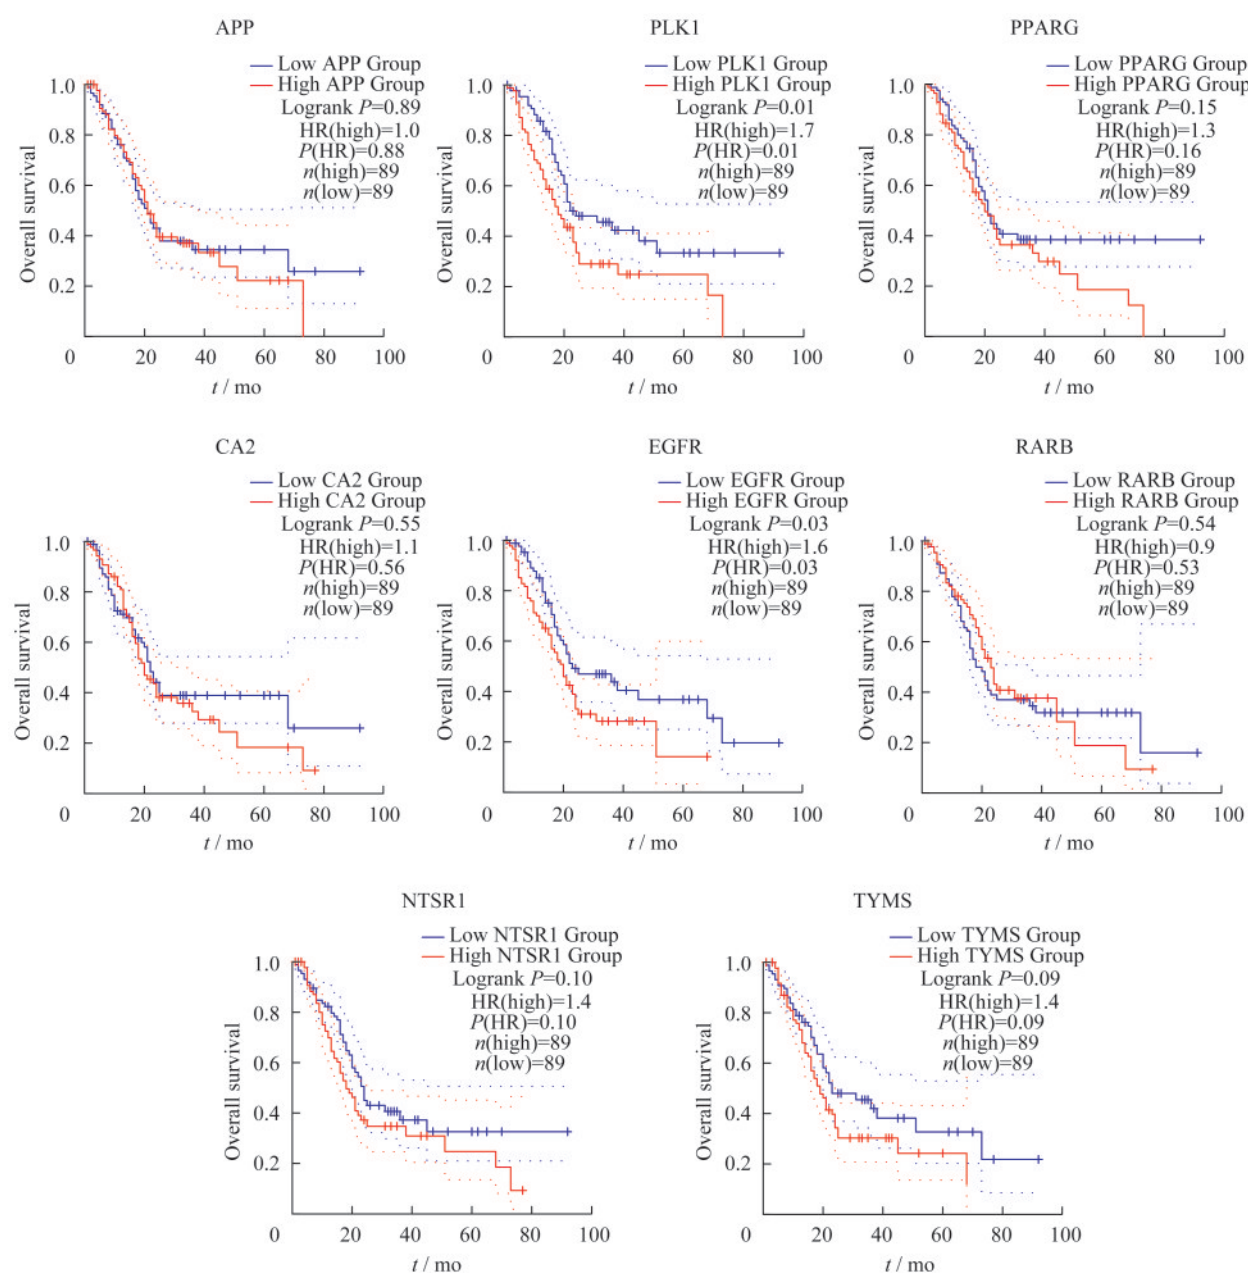 APP
Low APP Group
High APP Group
Logrank P=0.89
HR(high)=1.0
P(HR)=0.88
n(high)=89
n(low)=89
Overall survival
1.0
0.8
0.6
0.4
0.2
0 20 40 60 80 100
t / mo
PLK1
Low PLK1 Group
High PLK1 Group
Logrank P=0.01
HR(high)=1.7
P(HR)=0.01
n(high)=89
n(low)=89
Overall survival
1.0
0.8
0.6
0.4
0.2
0 20 40 60 80 100
t / mo
PPARG
Low PPARG Group
High PPARG Group
Logrank P=0.15
HR(high)=1.3
P(HR)=0.16
n(high)=89
n(low)=89
Overall survival
1.0
0.8
0.6
0.4
0.2
0 20 40 60 80 100
t / mo
CA2
Low CA2 Group
High CA2 Group
Logrank P=0.55
HR(high)=1.1
P(HR)=0.56
n(high)=89
n(low)=89
Overall survival
1.0
0.8
0.6
0.4
0.2
0 20 40 60 80 100
t / mo
EGFR
Low EGFR Group
High EGFR Group
Logrank P=0.03
HR(high)=1.6
P(HR)=0.03
n(high)=89
n(low)=89
Overall survival
1.0
0.8
0.6
0.4
0.2
0 20 40 60 80 100
t / mo
RARB
Low RARB Group
High RARB Group
Logrank P=0.54
HR(high)=0.9
P(HR)=0.53
n(high)=89
n(low)=89
Overall survival
1.0
0.8
0.6
0.4
0.2
0 20 40 60 80 100
t / mo
NTSR1
Low NTSR1 Group
High NTSR1 Group
Logrank P=0.10
HR(high)=1.4
P(HR)=0.10
n(high)=89
n(low)=89
Overall survival
1.0
0.8
0.6
0.4
0.2
0 20 40 60 80 100
t / mo
TYMS
Low TYMS Group
High TYMS Group
Logrank P=0.09
HR(high)=1.4
P(HR)=0.09
n(high)=89
n(low)=89
Overall survival
1.0
0.8
0.6
0.4
0.2
0 20 40 60 80 100
t / mo